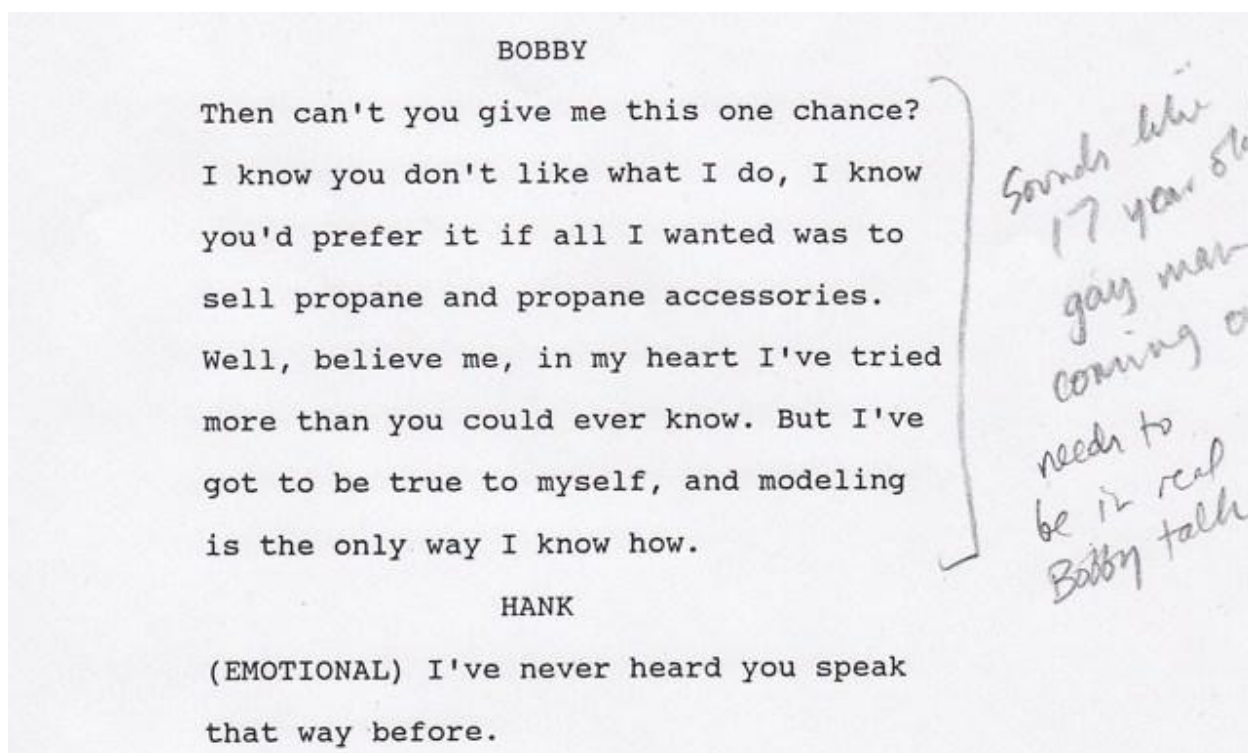 BOBBY
Then can't you give me this one chance?
I know you don't like what I do, I know
you'd prefer it if all I wanted was to
sell propane and propane accessories.
Well, believe me, in my heart I've tried
more than you could ever know. But I've
got to be true to myself, and modeling
is the only way I know how.
HANK
(EMOTIONAL) I've never heard you speak
that way before.
Sounds like
17 year
gay man
coming
needs to
be in real
Bobby talk